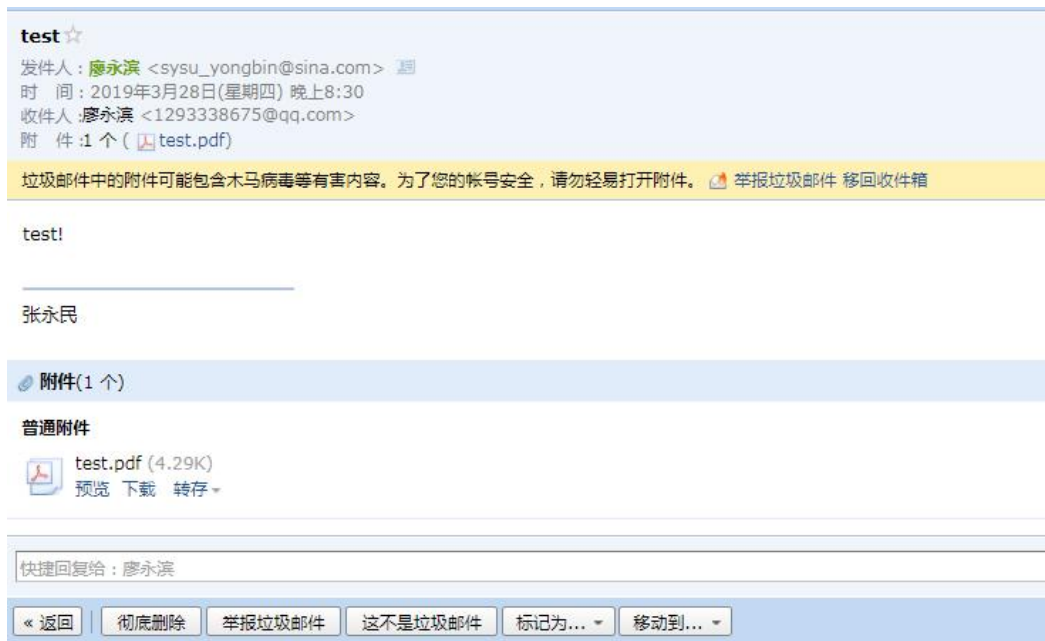 test
发件人：廖永滨 <sysu_yongbin@sina.com>
时 间：2019年3月28日(星期四) 晚上8:30
收件人:廖永滨 <1293338675@qq.com>
附 件:1 个 ( test.pdf)
垃圾邮件中的附件可能包含木马病毒等有害内容。为了您的帐号安全，请勿轻易打开附件。 举报垃圾邮件 移回收件箱
test!
张永民
附件(1 个)
普通附件
test.pdf (4.29K)
预览 下载 转存
快捷回复给：廖永滨
« 返回 彻底删除 举报垃圾邮件 这不是垃圾邮件 标记为... 移动到...